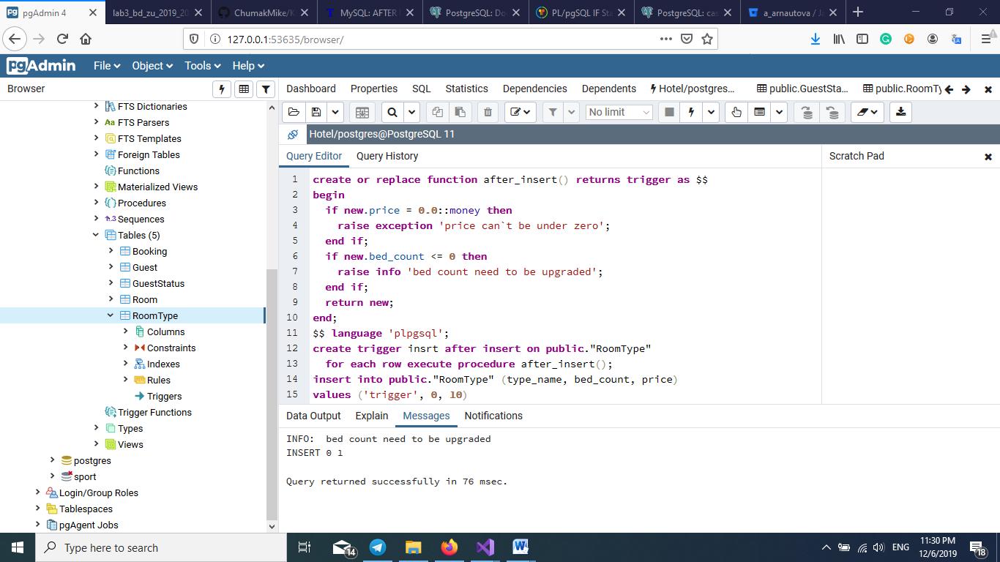 pgAdmin 4
lab3_bd_zu_2019_20
ChumakMike/K
MySQL: AFTER
PostgreSQL: Do
PL/pgSQL IF Sta
PostgreSQL: cas
a_arnautova / Ja
127.0.0.1:53635/browser/
pgAdmin File Object Tools Help
Browser
Dashboard Properties SQL Statistics Dependencies Dependents Hotel/postgres... public.GuestSta... public.RoomTy
FTS Dictionaries
FTS Parsers
FTS Templates
Foreign Tables
Functions
Materialized Views
Procedures
1..3 Sequences
Tables (5)
Booking
Guest
GuestStatus
Room
RoomType
Columns
Constraints
Indexes
Rules
Triggers
Trigger Functions
Types
Views
postgres
sport
Login/Group Roles
Tablespaces
pgAgent Jobs
No limit
Hotel/postgres@PostgreSQL 11
Query Editor Query History
Scratch Pad
1 create or replace function after_insert() returns trigger as $$
2 begin
3 if new.price = 0.0::money then
4 raise exception 'price can`t be under zero';
5 end if;
6 if new.bed_count <= 0 then
7 raise info 'bed count need to be upgraded';
8 end if;
9 return new;
10 end;
11 $$ language 'plpgsql';
12 create trigger insrt after insert on public."RoomType"
13 for each row execute procedure after_insert();
14 insert into public."RoomType" (type_name, bed_count, price)
15 values ('trigger', 0, 10)
Data Output Explain Messages Notifications
INFO: bed count need to be upgraded
INSERT 0 1
Query returned successfully in 76 msec.
Type here to search
14
ENG
11:30 PM
12/6/2019
18